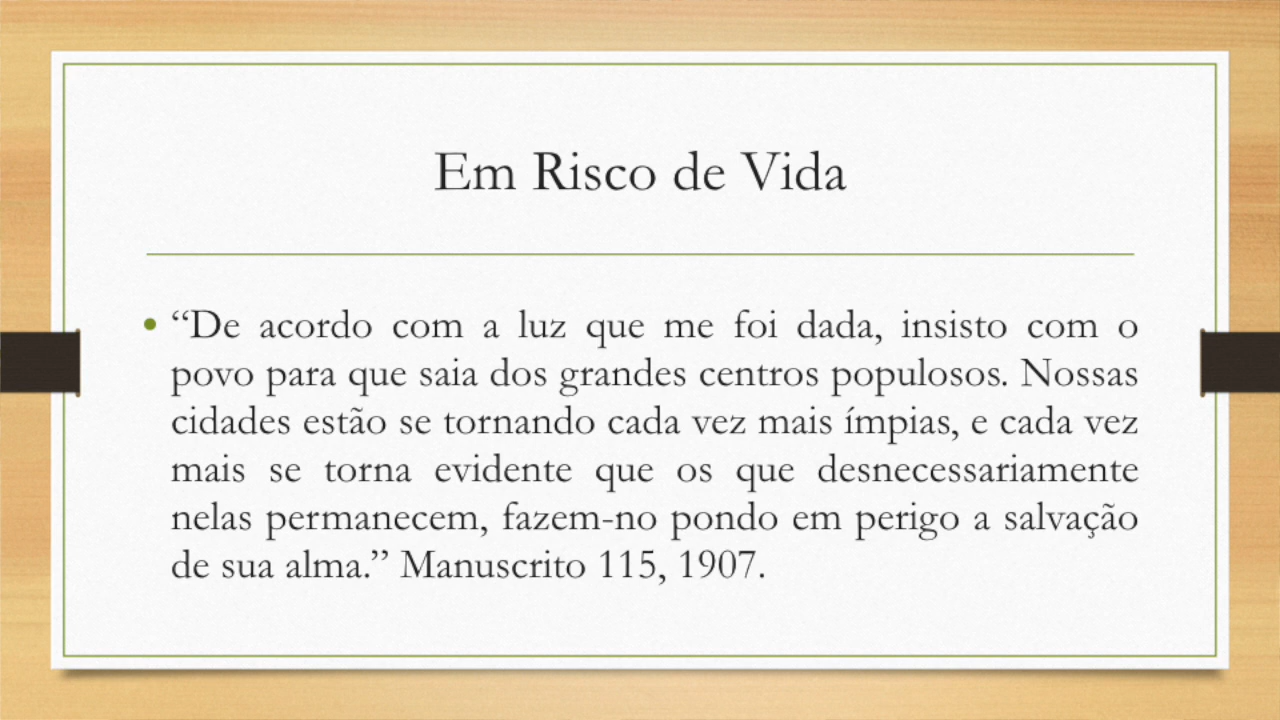 Em Risco de Vida
• “De acordo com a luz que me foi dada, insisto com o
povo para que saia dos grandes centros populosos. Nossas
cidades estão se tornando cada vez mais ímpias, e cada vez
mais se torna evidente que os que desnecessariamente
nelas permanecem, fazem-no pondo em perigo a salvação
de sua alma.” Manuscrito 115, 1907.